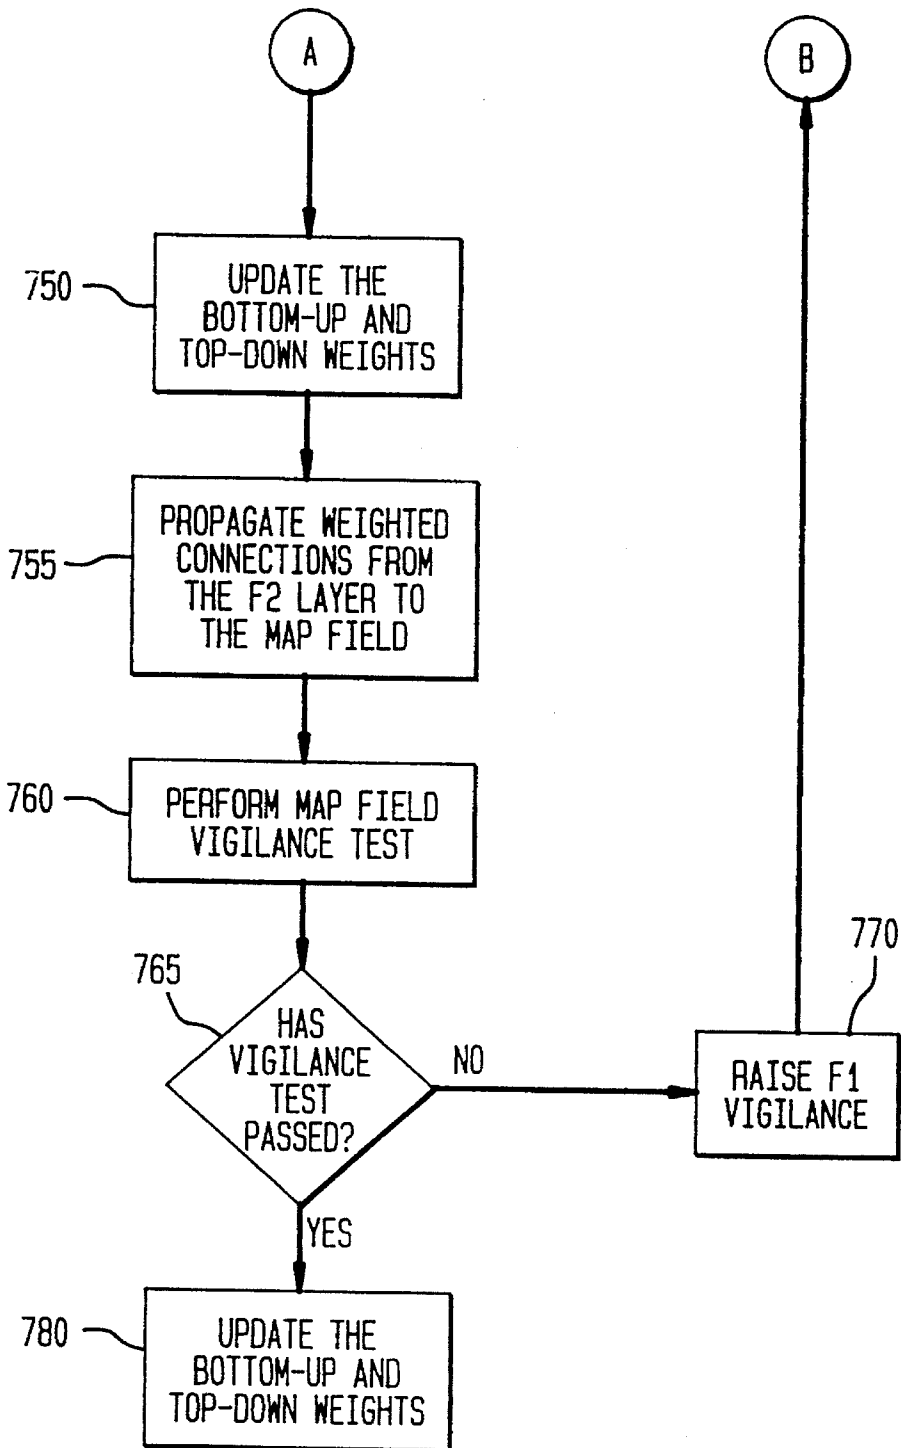 A
B
750
UPDATE THE
BOTTOM-UP AND
TOP-DOWN WEIGHTS
755
PROPAGATE WEIGHTED
CONNECTIONS FROM
THE F2 LAYER TO
THE MAP FIELD
760
PERFORM MAP FIELD
VIGILANCE TEST
765
HAS
VIGILANCE
TEST
PASSED?
NO
770
RAISE F1
VIGILANCE
YES
780
UPDATE THE
BOTTOM-UP AND
TOP-DOWN WEIGHTS